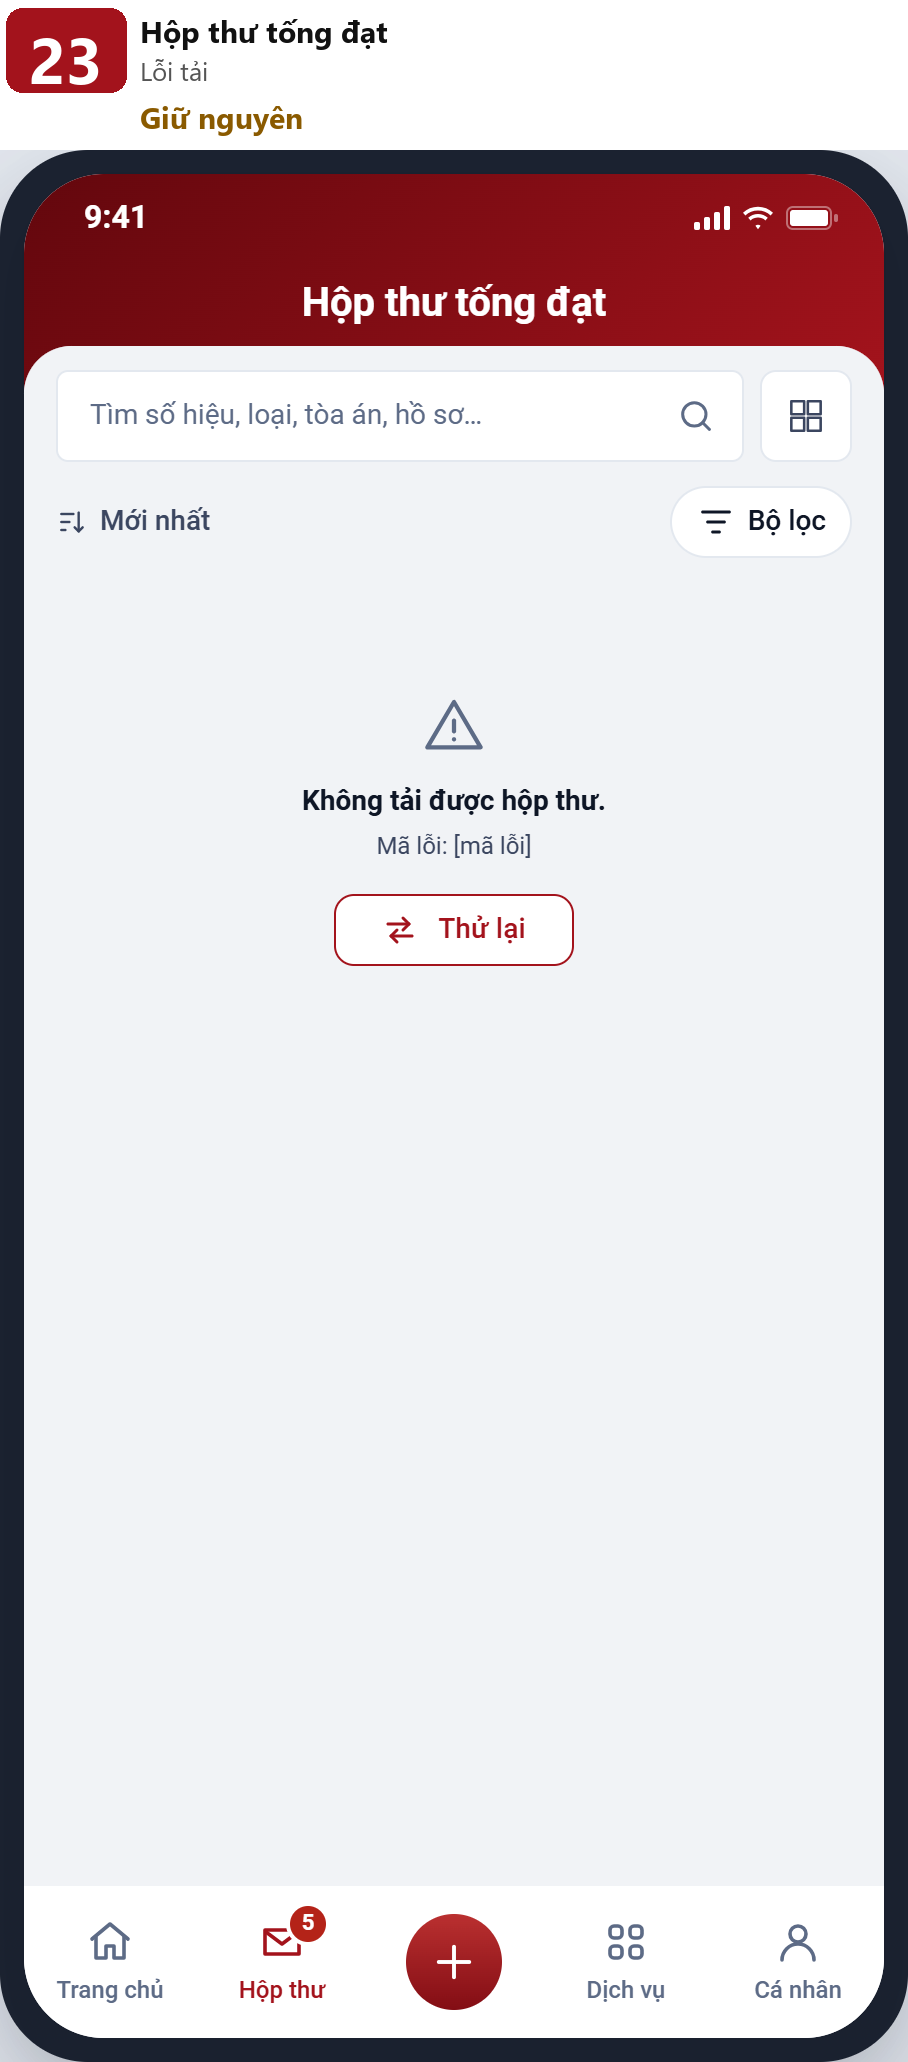 23
Hộp thư tống đạt
Lỗi tải
Giữ nguyên
9:41
Hộp thư tống đạt
Tìm số hiệu, loại, tòa án, hồ sơ...
Mới nhất
Bộ lọc
Không tải được hộp thư.
Mã lỗi: [mã lỗi]
Thử lại
5
Trang chủ
Hộp thư
Dịch vụ
Cá nhân